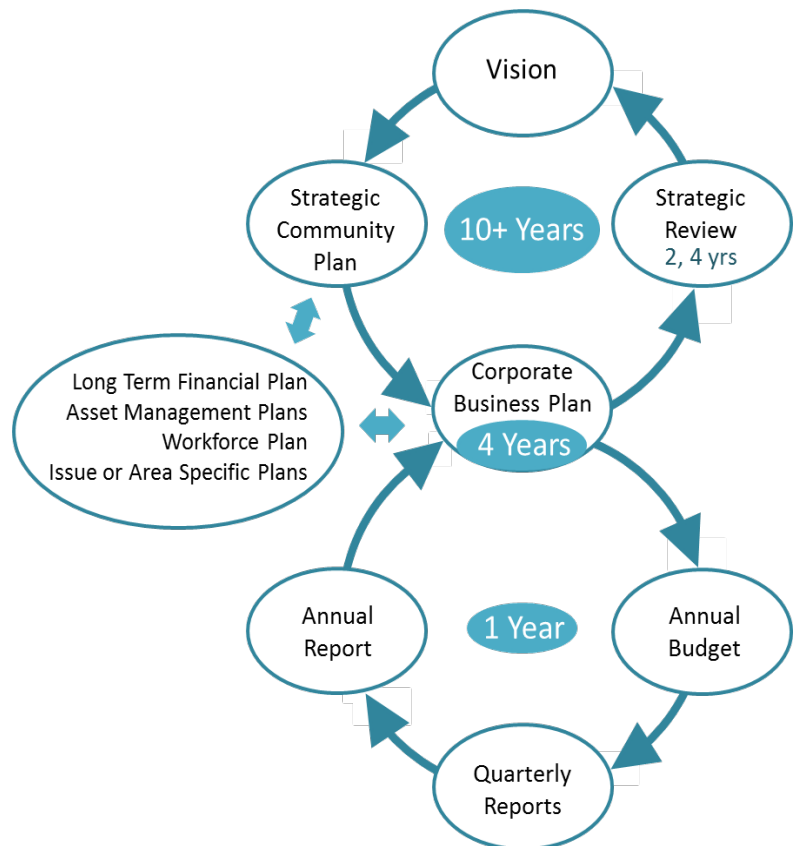 Vision
Strategic
Community
Plan
10+ Years
Strategic
Review
2, 4 yrs
Long Term Financial Plan
Asset Management Plans
Workforce Plan
Issue or Area Specific Plans
Corporate
Business Plan
4 Years
Annual
Report
1 Year
Annual
Budget
Quarterly
Reports